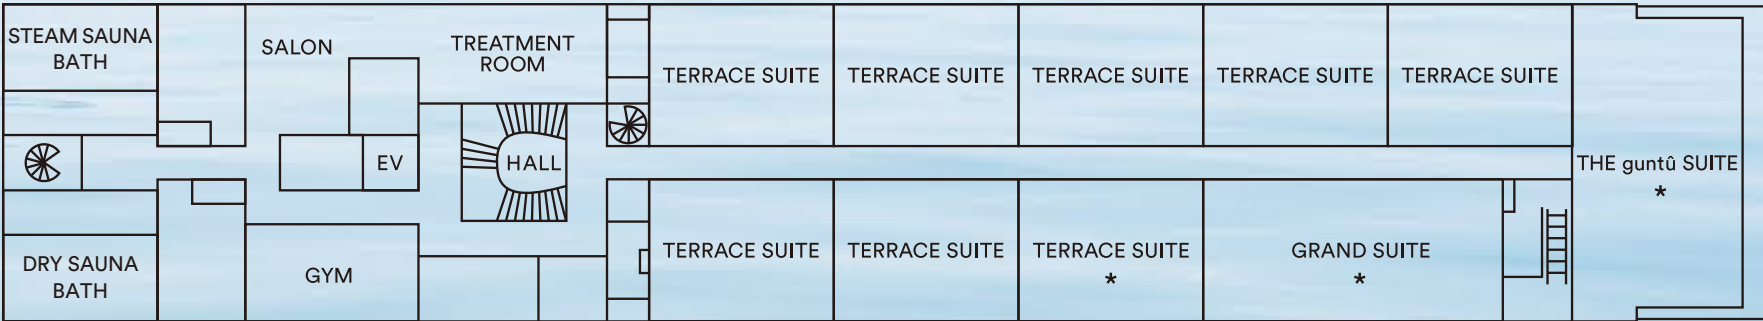 STEAM SAUNA
BATH
SALON
TREATMENT
ROOM
TERRACE SUITE
TERRACE SUITE
TERRACE SUITE
TERRACE SUITE
TERRACE SUITE
EV
HALL
THE guntû SUITE
*
DRY SAUNA
BATH
GYM
TERRACE SUITE
TERRACE SUITE
TERRACE SUITE
*
GRAND SUITE
*